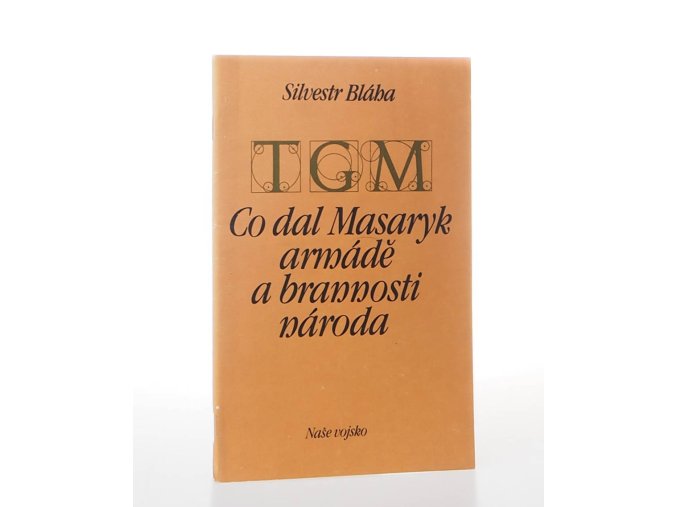 Silvestr Bláha
TGM
Co dal Masaryk
armádě
a brannosti
národa
Naše vojsko